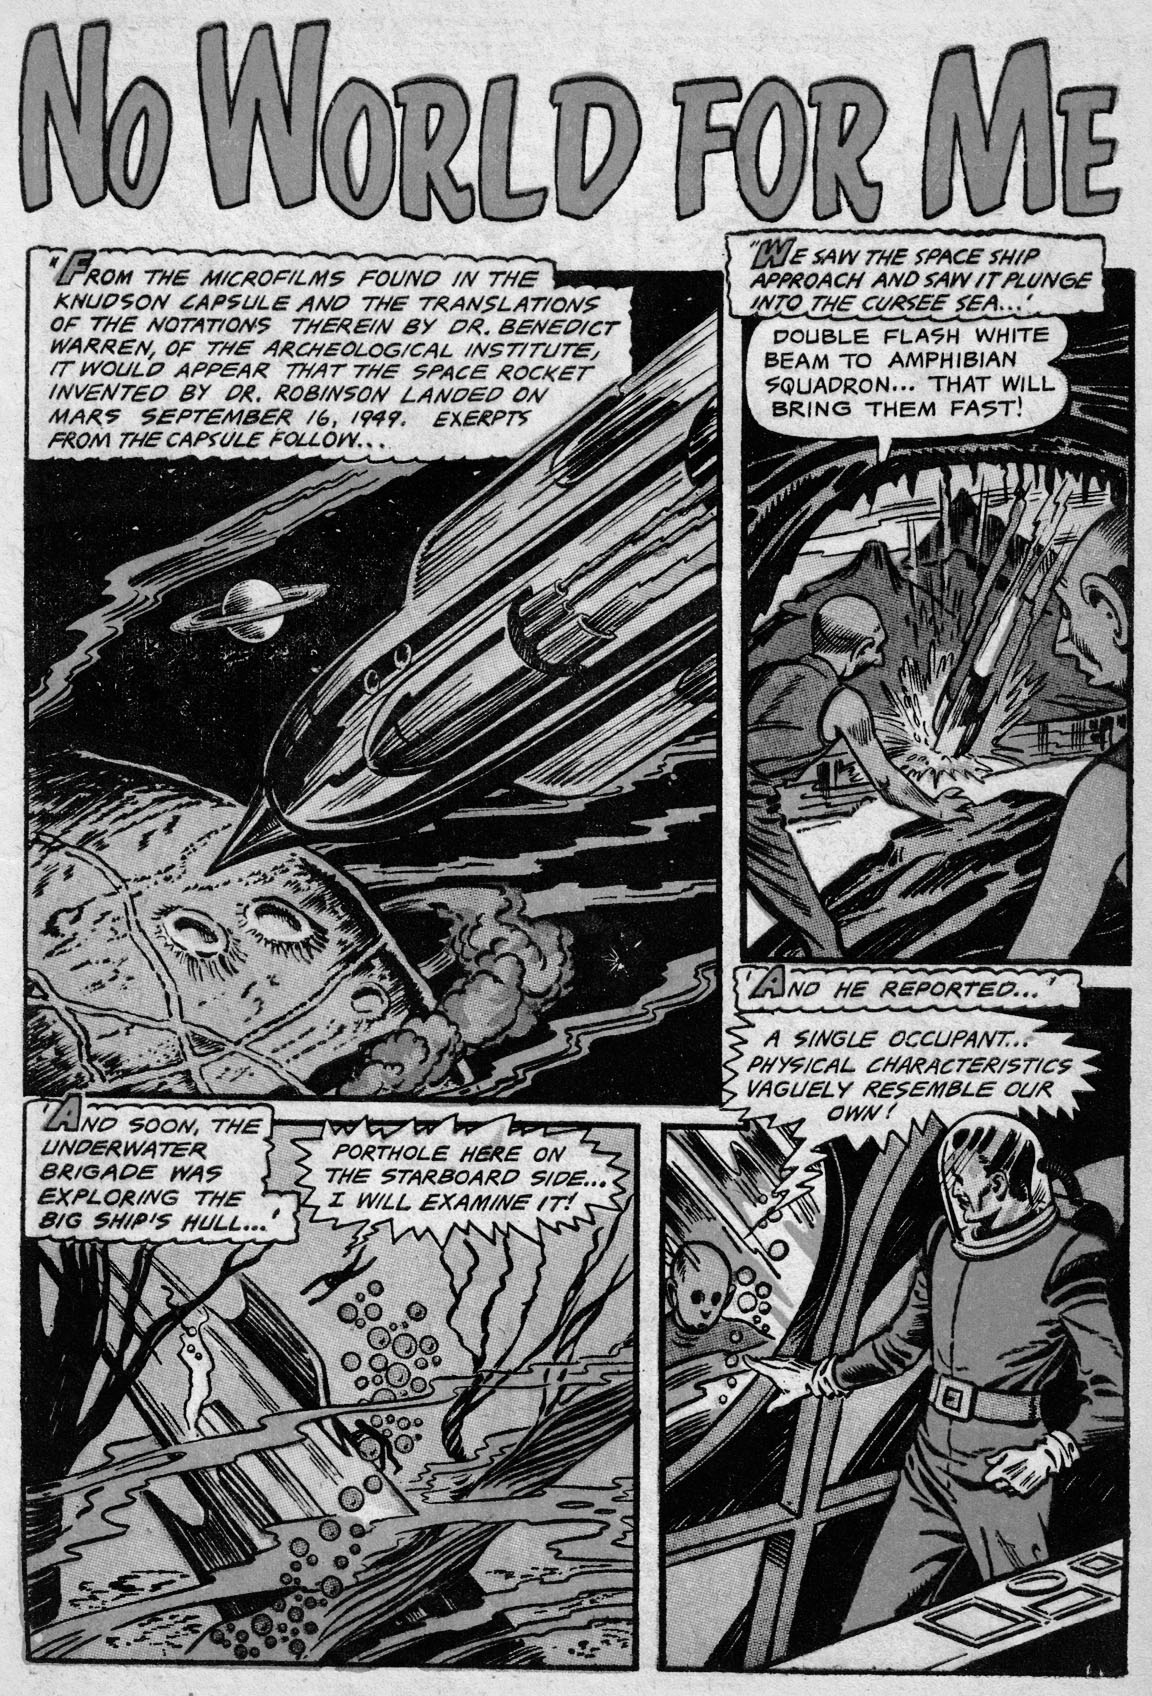 NO WORLD FOR ME
"FROM THE MICROFILMS FOUND IN THE
KNUDSON CAPSULE AND THE TRANSLATIONS
OF THE NOTATIONS THEREIN BY DR. BENEDICT
WARREN, OF THE ARCHEOLOGICAL INSTITUTE,
IT WOULD APPEAR THAT THE SPACE ROCKET
INVENTED BY DR. ROBINSON LANDED ON
MARS SEPTEMBER 16, 1949. EXERPTS
FROM THE CAPSULE FOLLOW...
"WE SAW THE SPACE SHIP
APPROACH AND SAW IT PLUNGE
INTO THE CURSEE SEA...'
DOUBLE FLASH WHITE
BEAM TO AMPHIBIAN
SQUADRON... THAT WILL
BRING THEM FAST!
'AND SOON, THE
UNDERWATER
BRIGADE WAS
EXPLORING THE
BIG SHIP'S HULL...'
PORTHOLE HERE ON
THE STARBOARD SIDE...
I WILL EXAMINE IT!
'AND HE REPORTED...'
A SINGLE OCCUPANT...
PHYSICAL CHARACTERISTICS
VAGUELY RESEMBLE OUR
OWN!